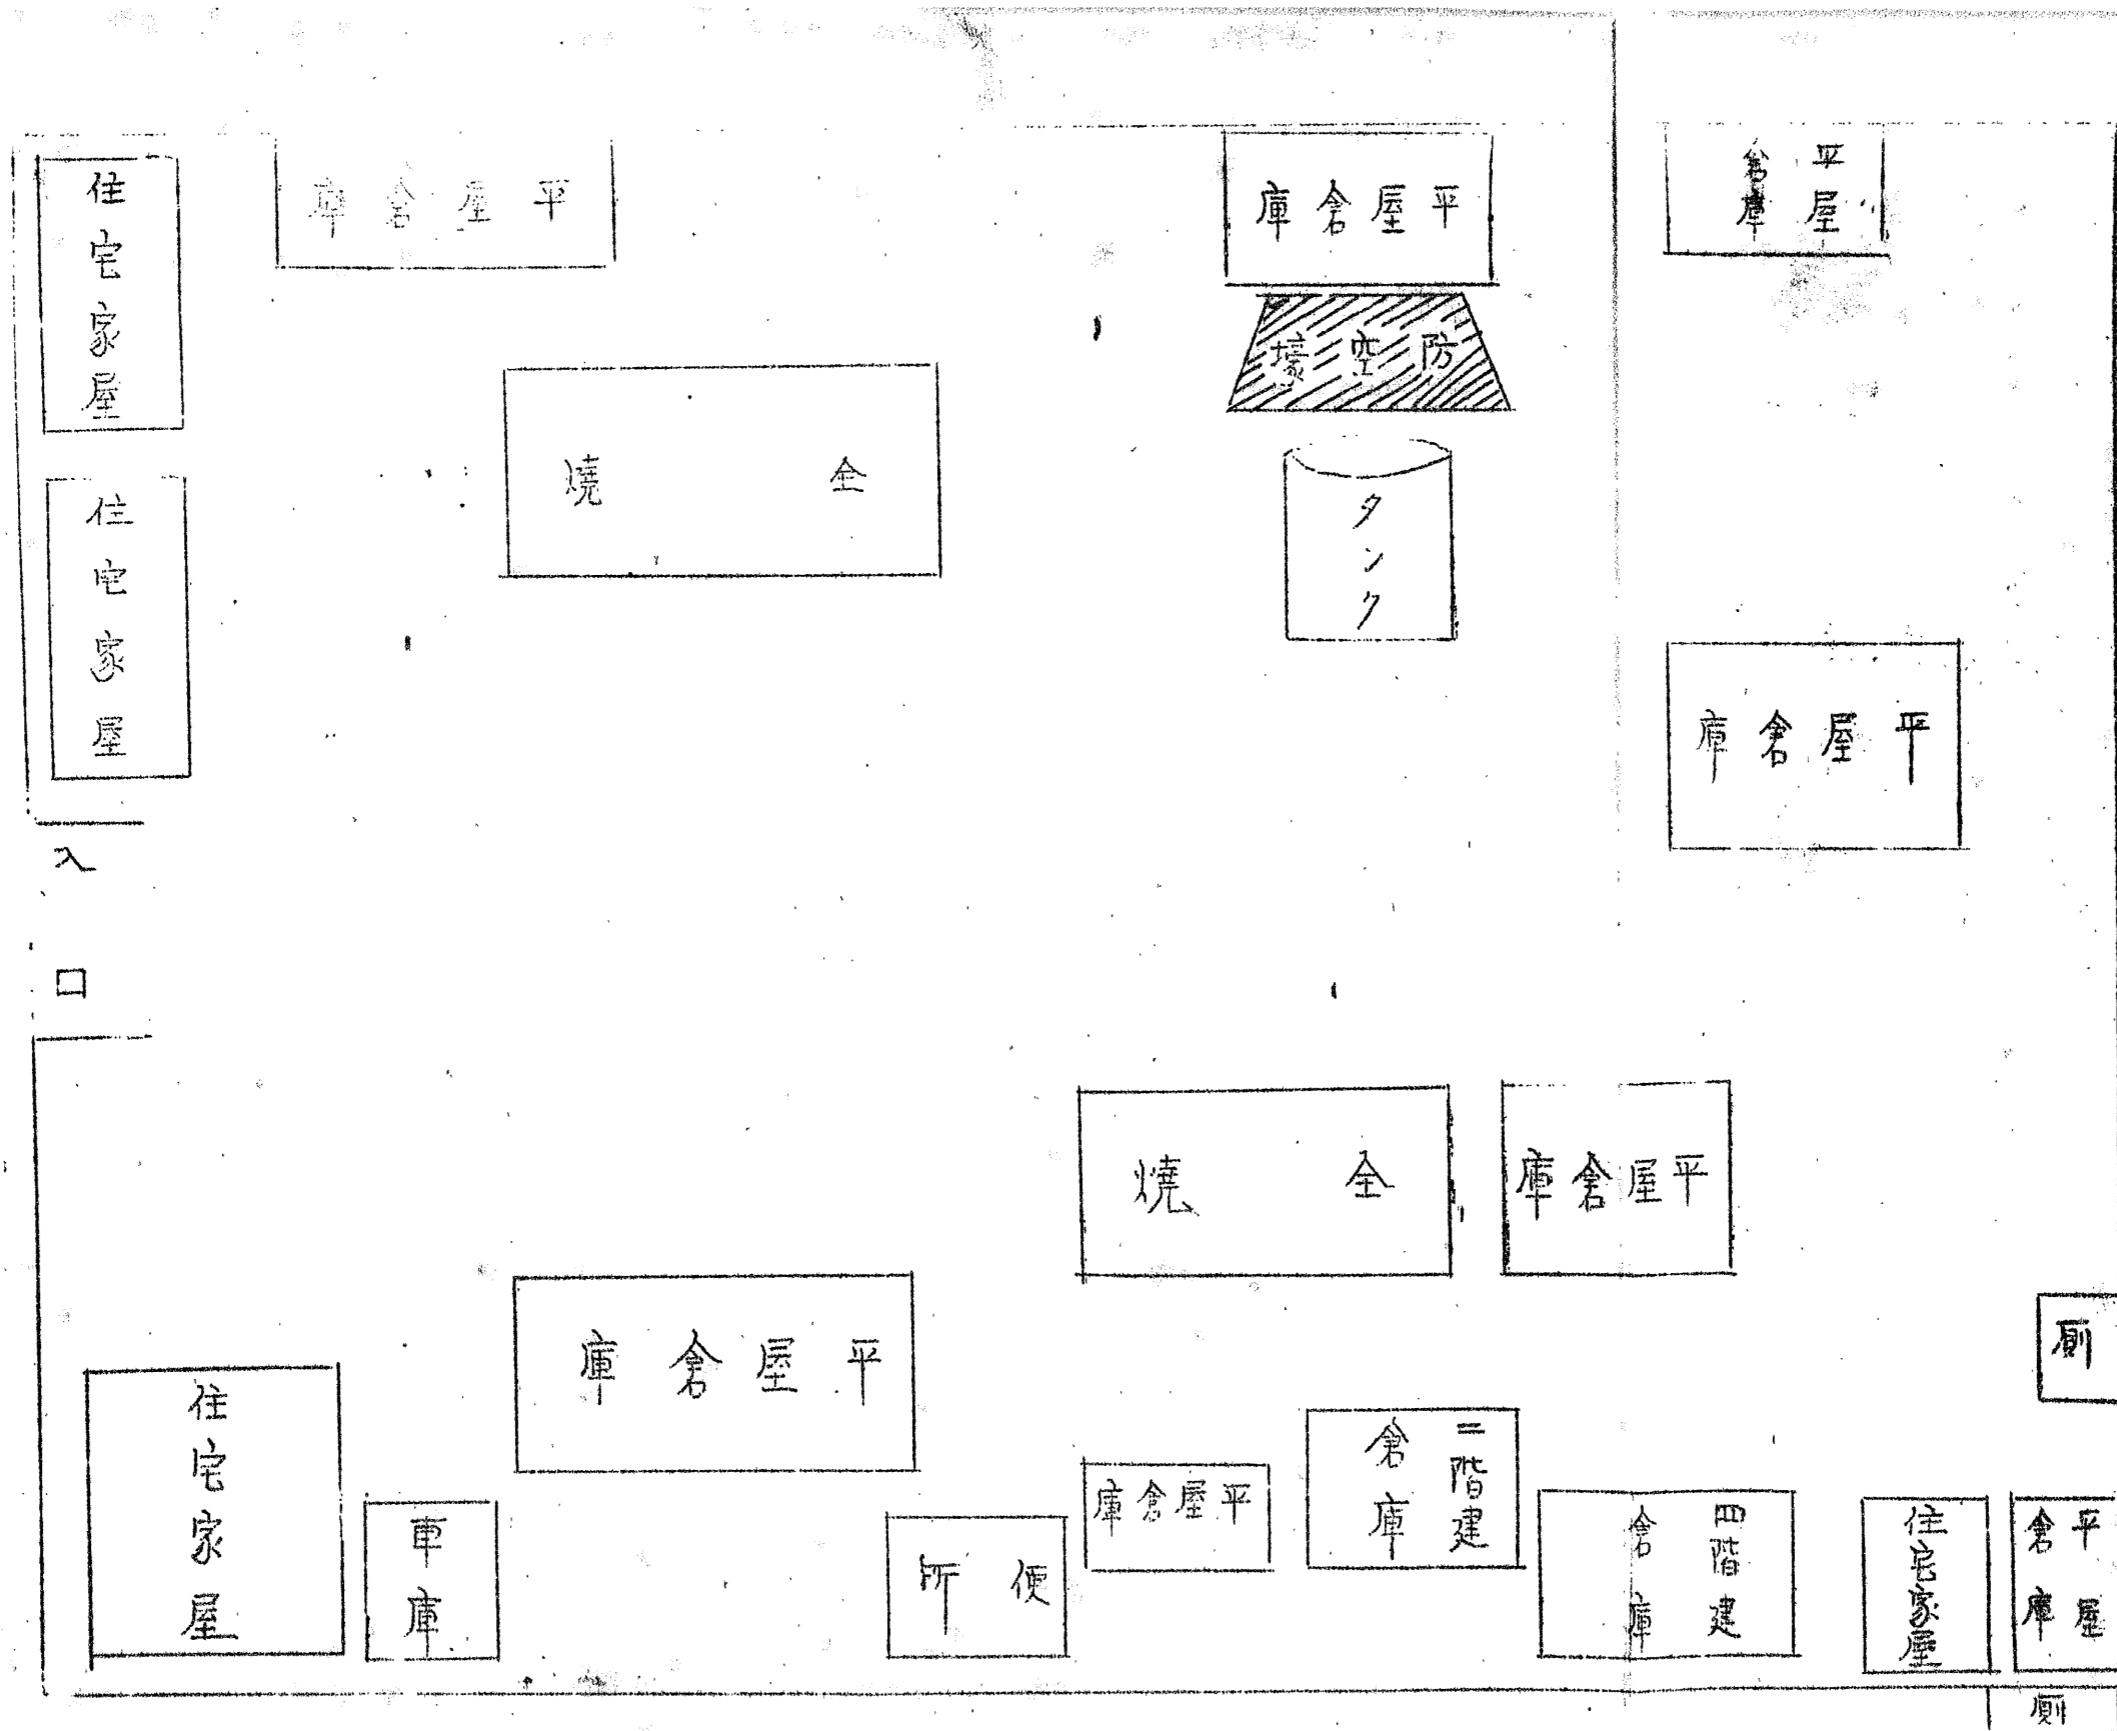 住宅家屋
平屋倉庫
平屋倉庫
平屋
倉庫
防空壕
全燒
タンク
住宅家屋
平屋倉庫
入口
全燒
平屋倉庫
平屋倉庫
厠
住宅家屋
車庫
便所
平屋倉庫
二階建
倉庫
四階建
倉庫
住宅家屋
平屋
倉庫
厠